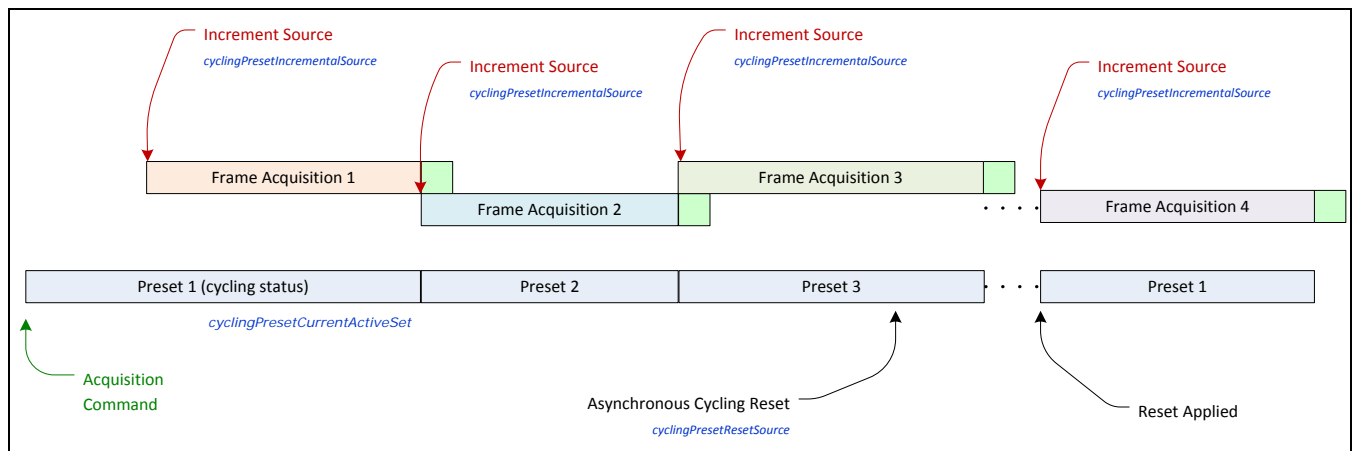 Increment Source
cyclingPresetIncrementalSource
Increment Source
cyclingPresetIncrementalSource
Increment Source
cyclingPresetIncrementalSource
Increment Source
cyclingPresetIncrementalSource
Frame Acquisition 1
Frame Acquisition 2
Frame Acquisition 3
Frame Acquisition 4
Preset 1 (cycling status)
Preset 2
Preset 3
Preset 1
cyclingPresetCurrentActiveSet
Acquisition
Command
Asynchronous Cycling Reset
cyclingPresetResetSource
Reset Applied